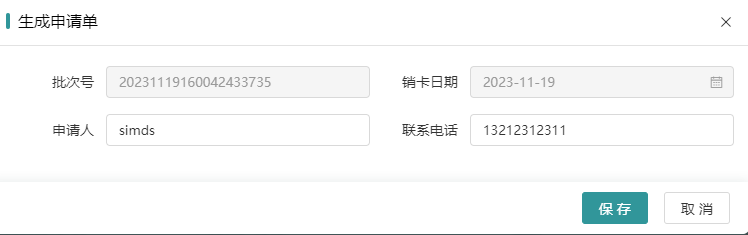 生成申请单
批次号 20231119160042433735 销卡日期 2023-11-19
申请人 simds 联系电话 13212312311
保存 取消